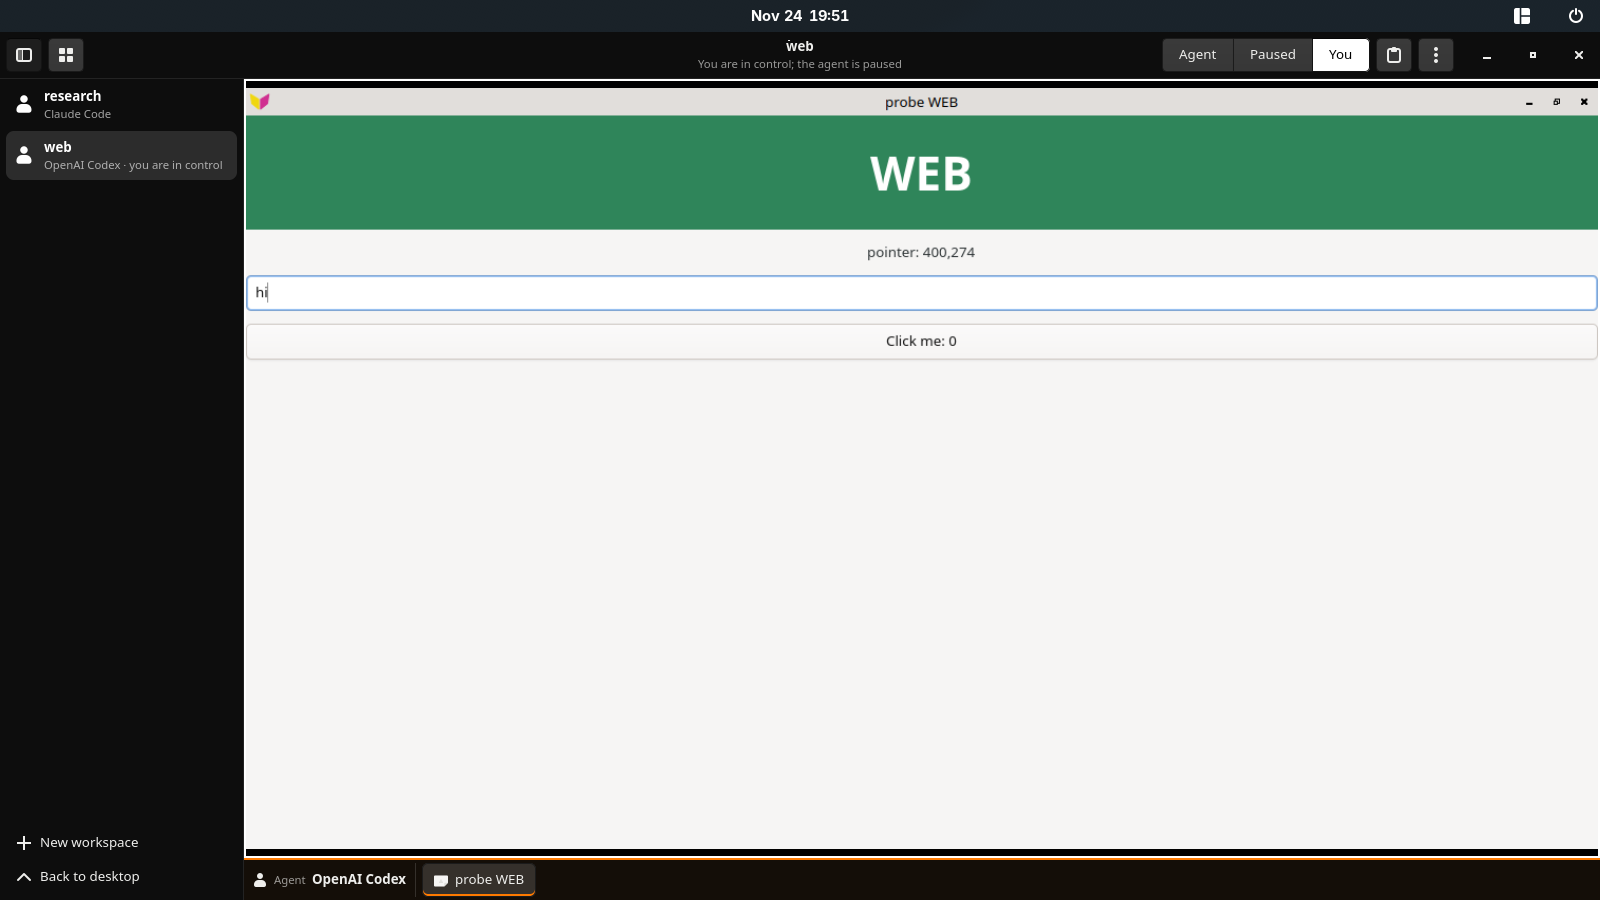 Nov 24 19:51
web
You are in control; the agent is paused
Agent
Paused
You
research
Claude Code
web
OpenAI Codex · you are in control
probe WEB
WEB
pointer: 400,274
hi
Click me: 0
New workspace
Back to desktop
Agent OpenAI Codex
probe WEB